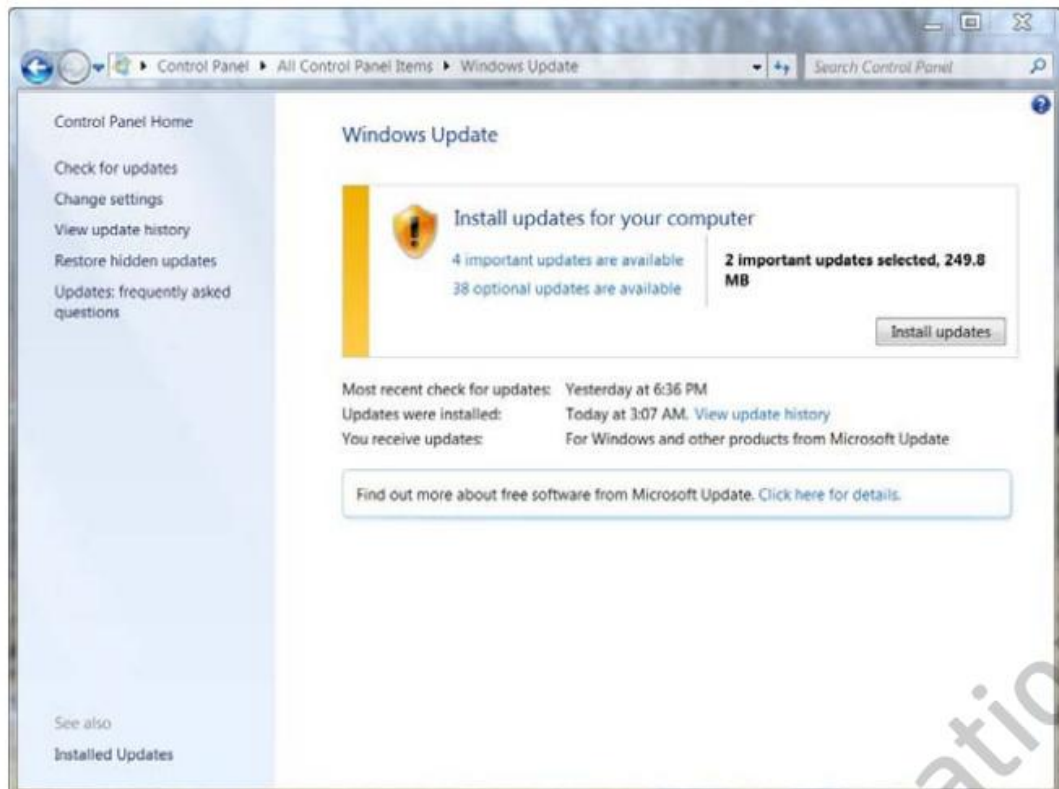 Control Panel ▸ All Control Panel Items ▸ Windows Update
Search Control Panel
Control Panel Home
Check for updates
Change settings
View update history
Restore hidden updates
Updates: frequently asked
questions
See also
Installed Updates
Windows Update
Install updates for your computer
4 important updates are available
38 optional updates are available
2 important updates selected, 249.8
MB
Install updates
Most recent check for updates: Yesterday at 6:36 PM
Updates were installed: Today at 3:07 AM. View update history
You receive updates: For Windows and other products from Microsoft Update
Find out more about free software from Microsoft Update. Click here for details.